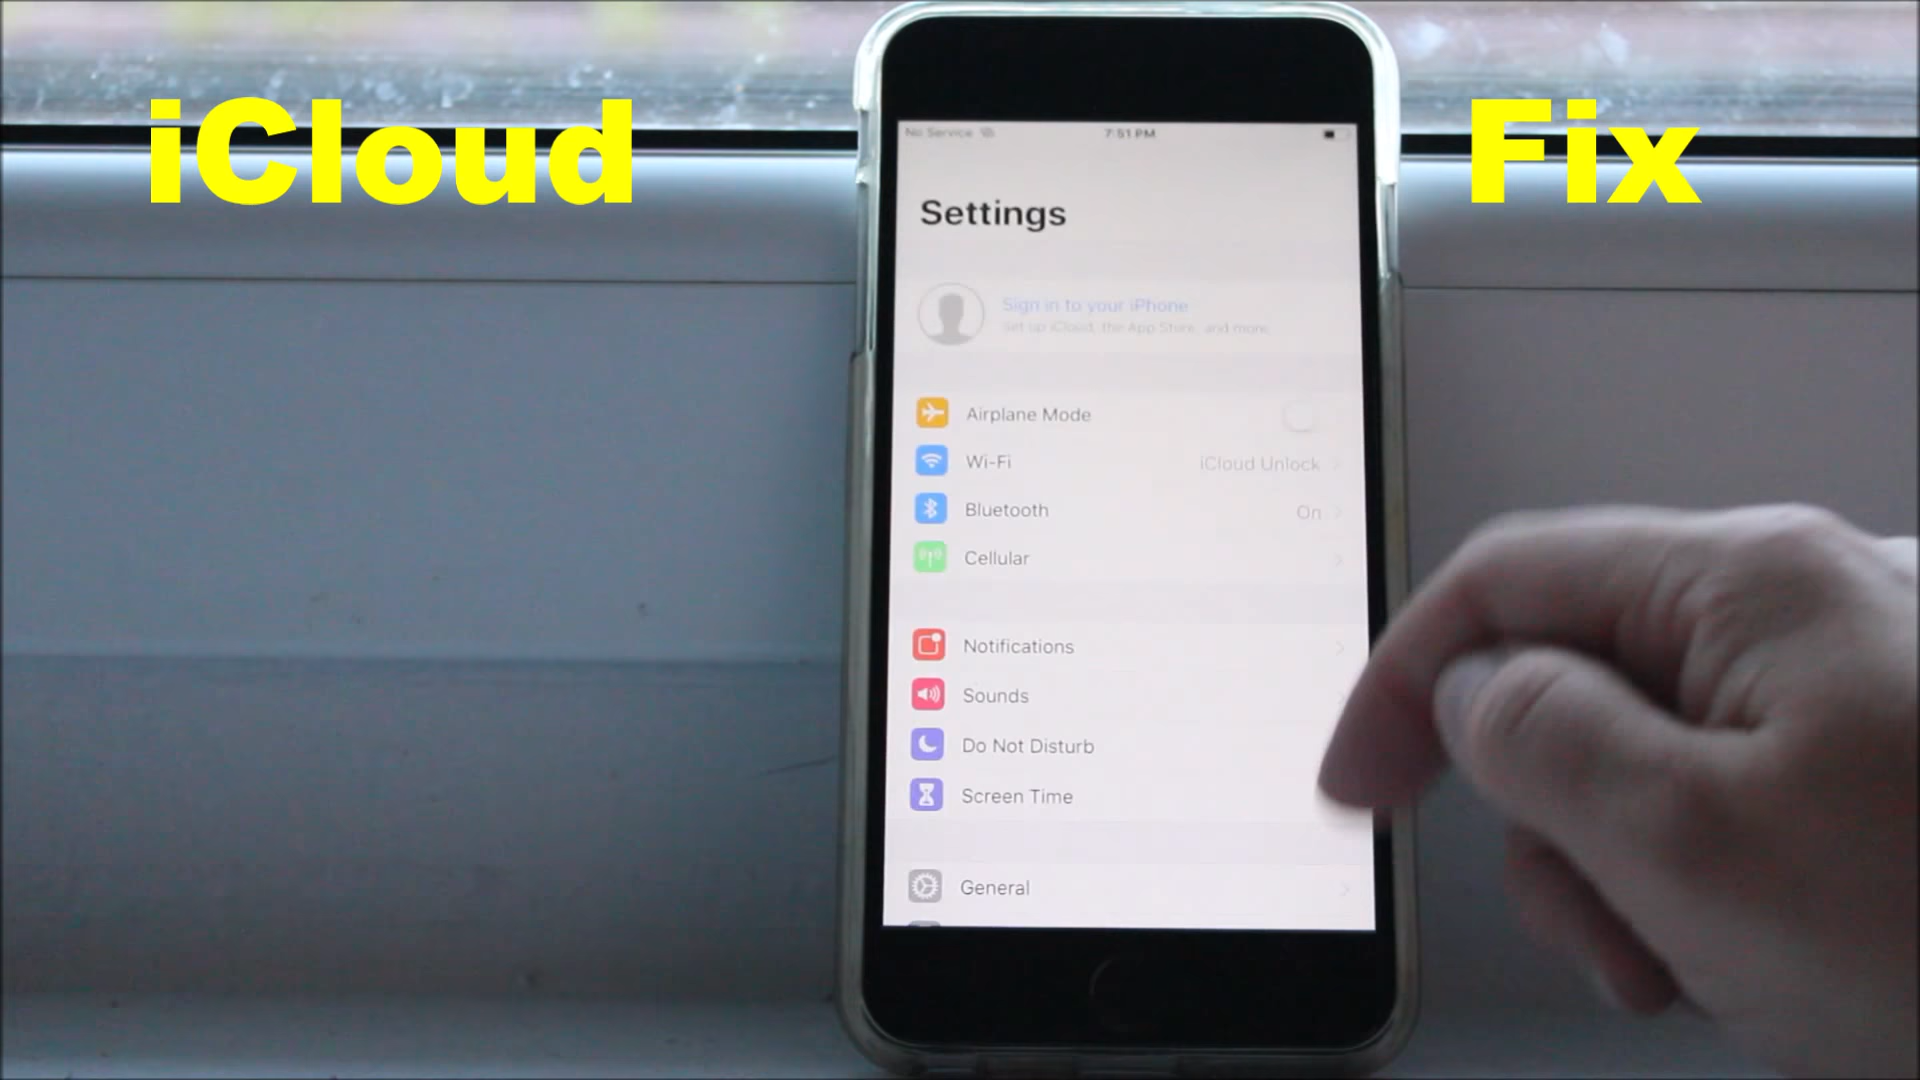 iCloud Fix
No Service 7:51 PM
Settings
Sign in to your iPhone
Set up iCloud, the App Store, and more.
Airplane Mode
Wi-Fi iCloud Unlock
Bluetooth On
Cellular
Notifications
Sounds
Do Not Disturb
Screen Time
General